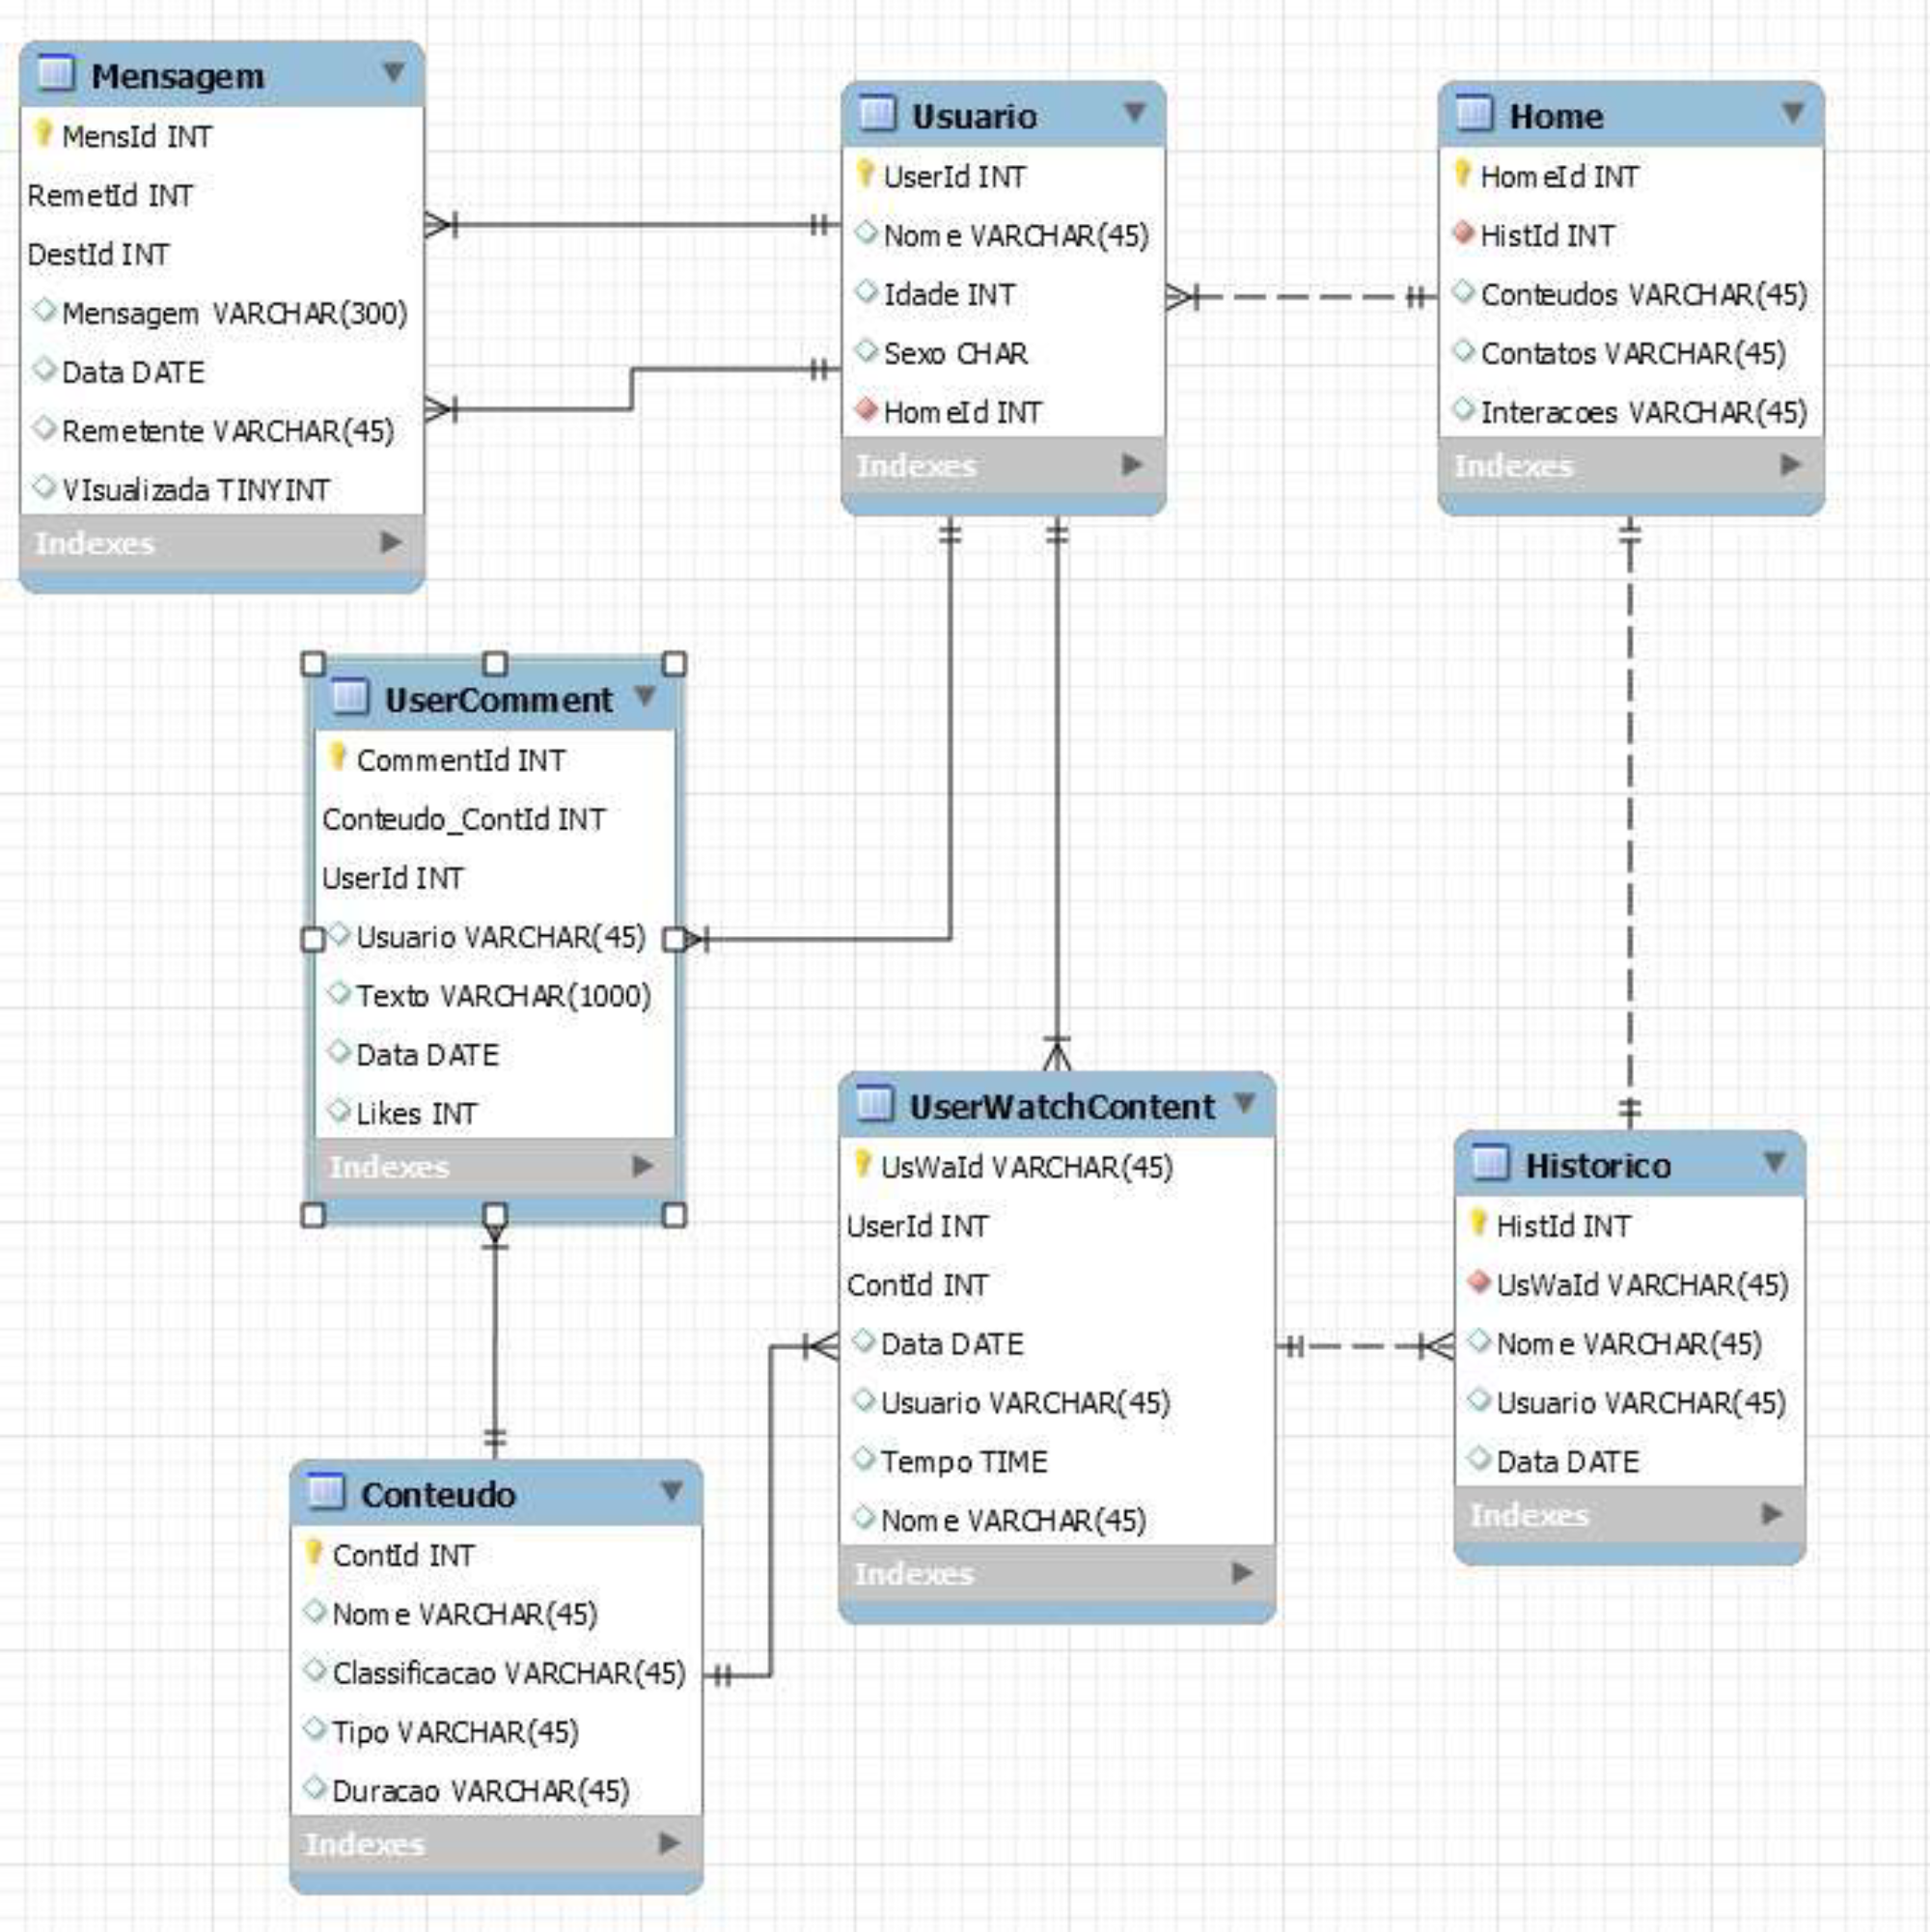 Mensagem
MensId INT
RemetId INT
DestId INT
Mensagem VARCHAR(300)
Data DATE
Remetente VARCHAR(45)
VIsualizada TINYINT
Indexes
Usuario
UserId INT
Nome VARCHAR(45)
Idade INT
Sexo CHAR
HomeId INT
Indexes
Home
HomeId INT
HistId INT
Conteudos VARCHAR(45)
Contatos VARCHAR(45)
Interacoes VARCHAR(45)
Indexes
UserComment
CommentId INT
Conteudo_ContId INT
UserId INT
Usuario VARCHAR(45)
Texto VARCHAR(1000)
Data DATE
Likes INT
Indexes
UserWatchContent
UsWaId VARCHAR(45)
UserId INT
ContId INT
Data DATE
Usuario VARCHAR(45)
Tempo TIME
Nome VARCHAR(45)
Indexes
Historico
HistId INT
UsWaId VARCHAR(45)
Nome VARCHAR(45)
Usuario VARCHAR(45)
Data DATE
Indexes
Conteudo
ContId INT
Nome VARCHAR(45)
Classificacao VARCHAR(45)
Tipo VARCHAR(45)
Duracao VARCHAR(45)
Indexes